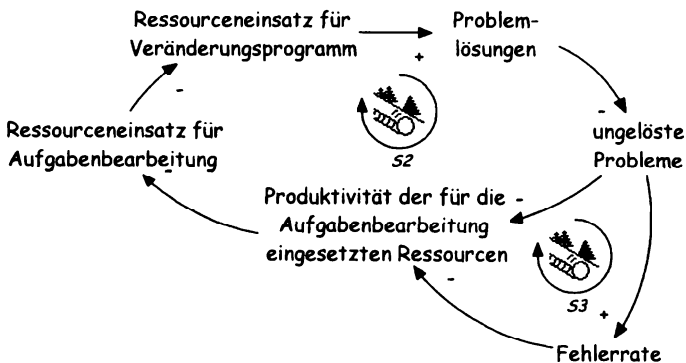 Ressourceneinsatz für
Veränderungsprogramm
+
Problem-
lösungen
-
ungelöste
Probleme
-
Ressourceneinsatz für
Aufgabenbearbeitung
-
S2
Produktivität der für die
Aufgabenbearbeitung
eingesetzten Ressourcen
-
-
S3
+
Fehlerrate